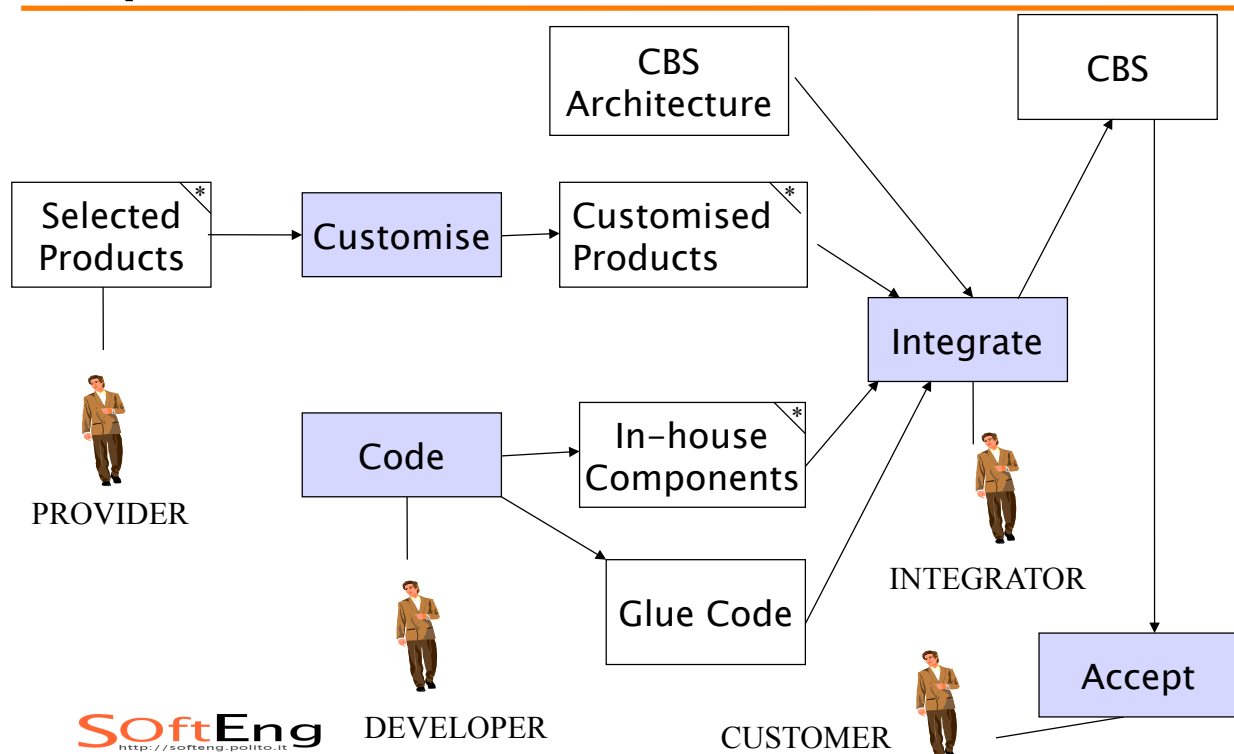 CBS
Architecture
CBS
*
Selected
Products
Customise
*
Customised
Products
Integrate
Code
*
In-house
Components
PROVIDER
INTEGRATOR
Glue Code
Accept
DEVELOPER
CUSTOMER
SOftEng
http://softeng.polito.it